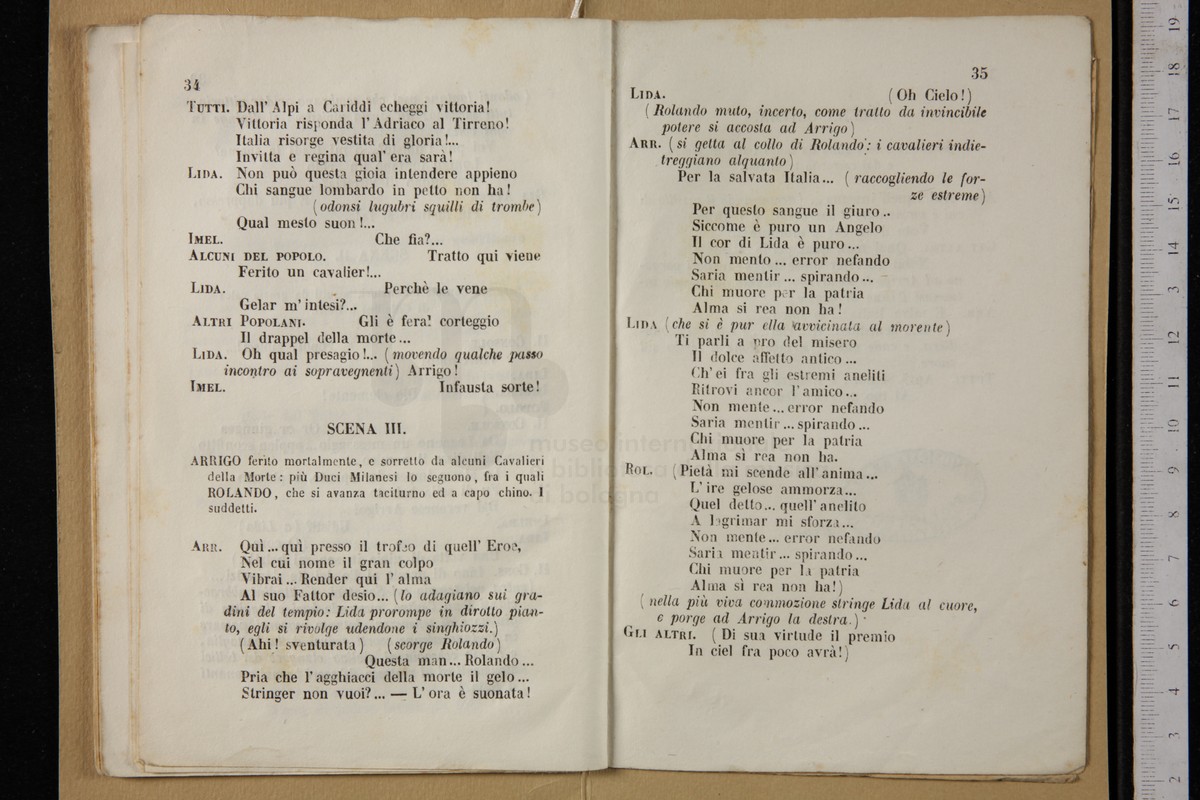 34
TUTTI. Dall' Alpi a Cariddi echeggi vittoria!
Vittoria risponda l'Adriaco al Tirreno!
Italia risorge vestita di gloria!...
Invitta e regina qual' era sarà!
LIDA. Non può questa gioia intendere appieno
Chi sangue lombardo in petto non ha!
(odonsi lugubri squilli di trombe)
Qual mesto suon!...
IMEL. Che fia?...
ALCUNI DEL POPOLO. Tratto qui viene
Ferito un cavalier!...
LIDA. Perchè le vene
Gelar m' intesi?...
ALTRI POPOLANI. Gli è fera! corteggio
Il drappel della morte...
LIDA. Oh qual presagio!... (movendo qualche passo
incontro ai sopravegnenti) Arrigo!
IMEL. Infausta sorte!
SCENA III.
ARRIGO ferito mortalmente, e sorretto da alcuni Cavalieri
della Morte: più Duci Milanesi lo seguono, fra i quali
ROLANDO, che si avanza taciturno ed a capo chino. I
suddetti.
ARR. Quì... quì presso il trofeo di quell' Eroe,
Nel cui nome il gran colpo
Vibrai... Render qui l' alma
Al suo Fattor desio... (lo adagiano sui gra-
dini del tempio: Lida prorompe in dirotto pian-
to, egli si rivolge udendone i singhiozzi.)
(Ahi! sventurata) (scorge Rolando)
Questa man... Rolando...
Pria che l'agghiacci della morte il gelo...
Stringer non vuoi?... — L' ora è suonata!
35
LIDA. (Oh Cielo!)
(Rolando muto, incerto, come tratto da invincibile
potere si accosta ad Arrigo)
ARR. (si getta al collo di Rolando: i cavalieri indie-
treggiano alquanto)
Per la salvata Italia... (raccogliendo le for-
ze estreme)
Per questo sangue il giuro..
Siccome è puro un Angelo
Il cor di Lida è puro...
Non mento... error nefando
Saria mentir... spirando...
Chi muore per la patria
Alma sì rea non ha!
LIDA (che si è pur ella avvicinata al morente)
Ti parli a pro del misero
Il dolce affetto antico...
Ch' ei fra gli estremi aneliti
Ritrovi ancor l'amico...
Non mente... error nefando
Saria mentir... spirando...
Chi muore per la patria
Alma sì rea non ha.
ROL. (Pietà mi scende all'anima...
L' ire gelose ammorza...
Quel detto... quell' anelito
A lagrimar mi sforza...
Non mente... error nefando
Saria mentir... spirando...
Chi muore per la patria
Alma sì rea non ha!)
(nella più viva commozione stringe Lida al cuore,
e porge ad Arrigo la destra.)
GLI ALTRI. (Di sua virtude il premio
In ciel fra poco avrà!)